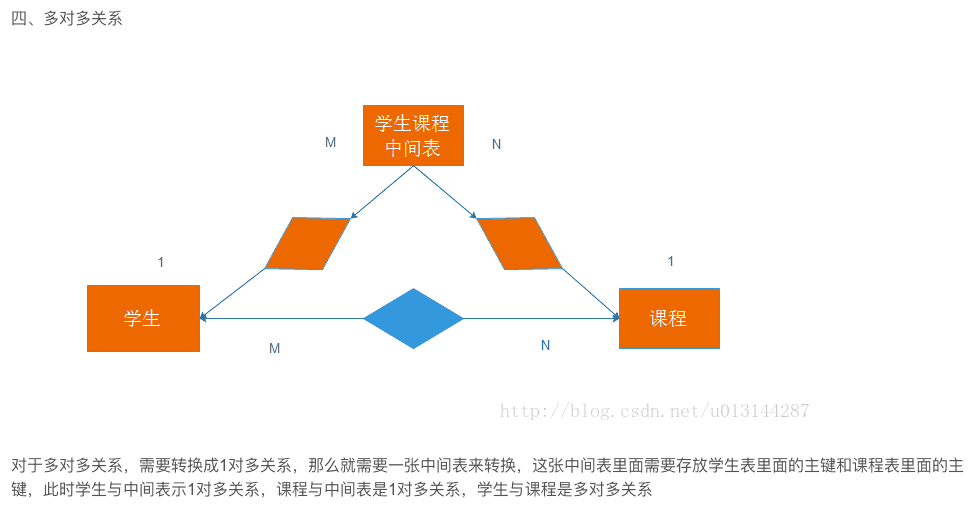 四、多对多关系
学生课程
中间表
M
N
1
1
学生
课程
M
N
http://blog.csdn.net/u013144287
对于多对多关系，需要转换成1对多关系，那么就需要一张中间表来转换，这张中间表里面需要存放学生表里面的主键和课程表里面的主
键，此时学生与中间表示1对多关系，课程与中间表是1对多关系，学生与课程是多对多关系